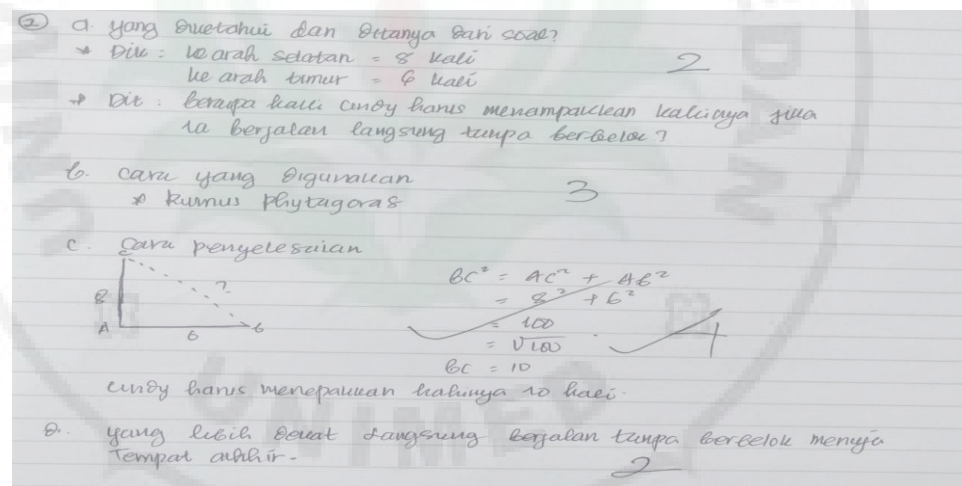 ② a. yang diketahui dan ditanya dari soal?
* Dik : ke arah selatan = 8 kali
ke arah timur = 6 kali
2
* Dit : berapa kali cindy harus menampakkan kakinya jika
ia berjalan langsung tanpa berbelok?
b. cara yang digunakan
* Rumus phytagoras
3
c. Cara penyelesaian
8
?
A
6
b
BC² = AC² + AB²
= 8² + 6²
= 100
= √100
BC = 10
4
cindy harus menepakkan kakinya 10 kali.
d. yang lebih dekat langsung berjalan tanpa berbelok menuju
Tempat akhir.
2
UNIMED